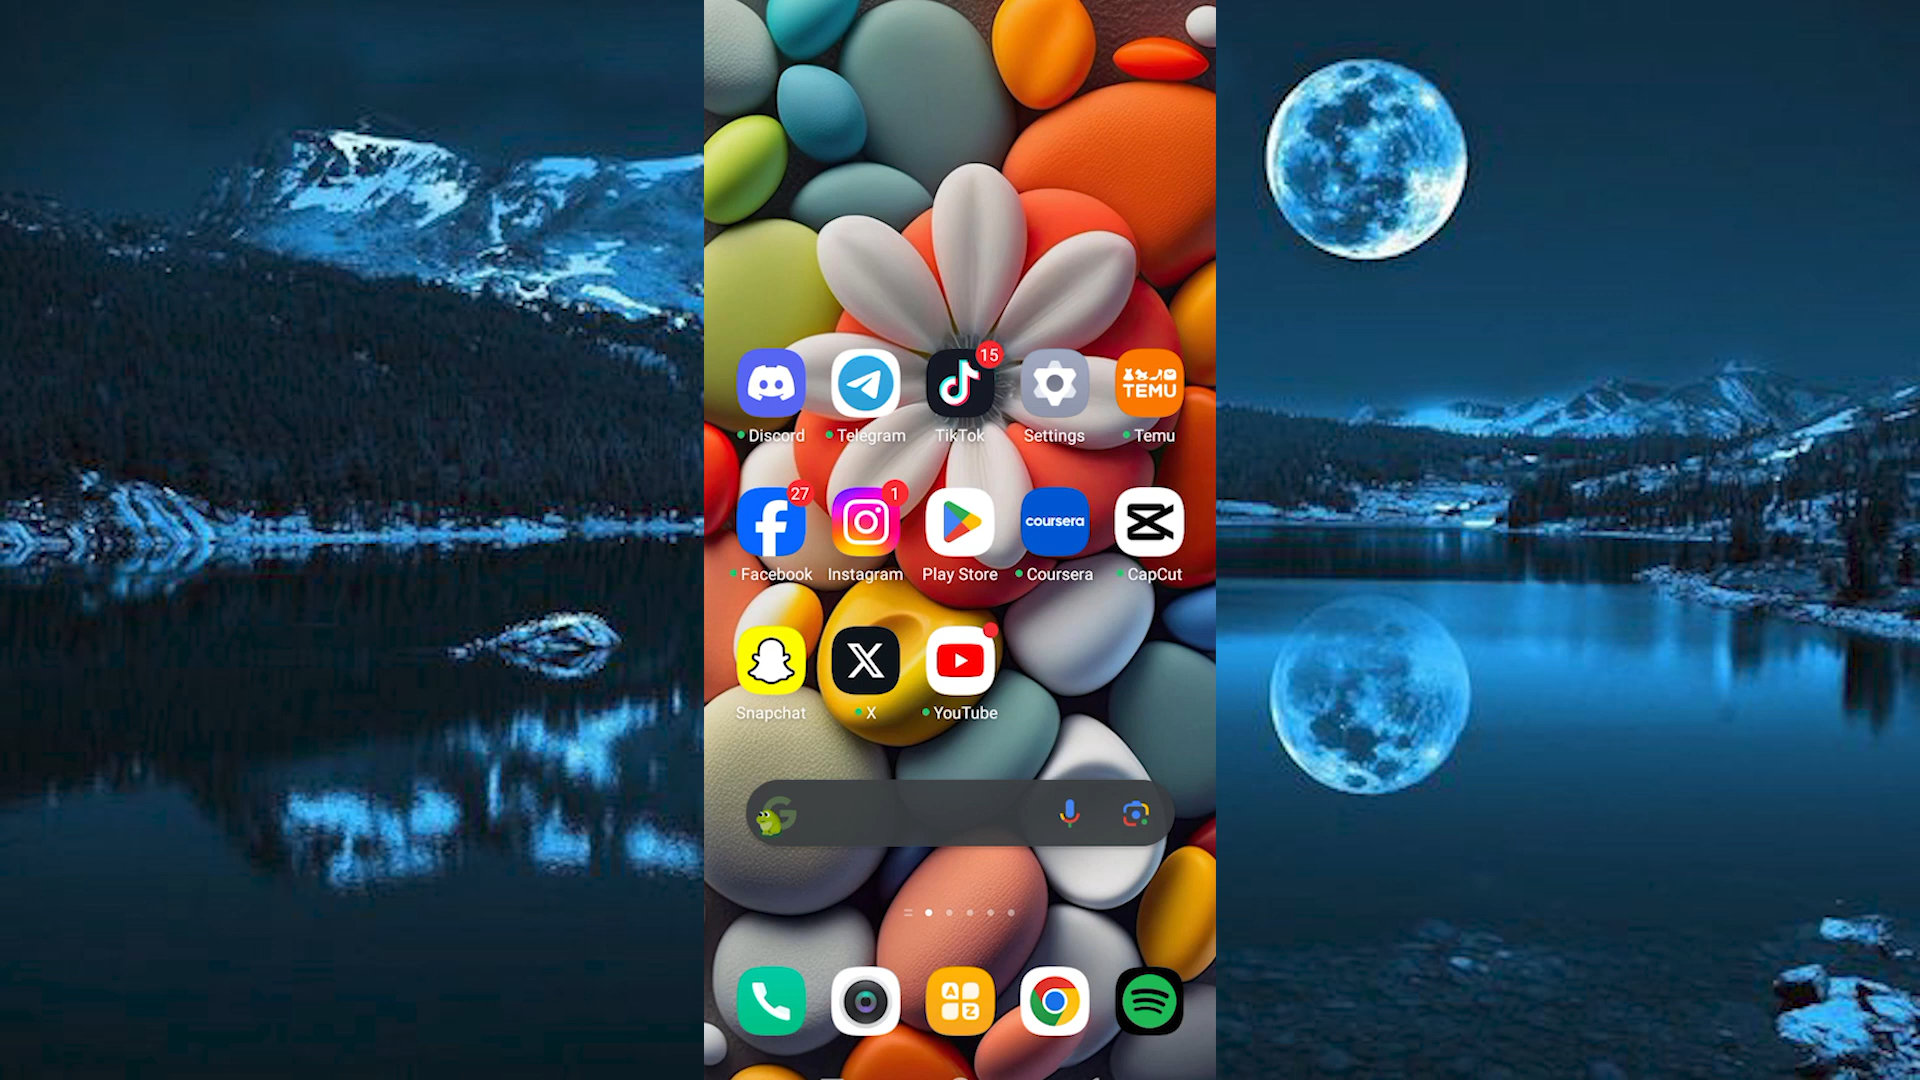 15
TEMU
Discord Telegram TikTok Settings Temu
27 1
coursera
Facebook Instagram Play Store Coursera CapCut
X
Snapchat X YouTube
G
A
Z